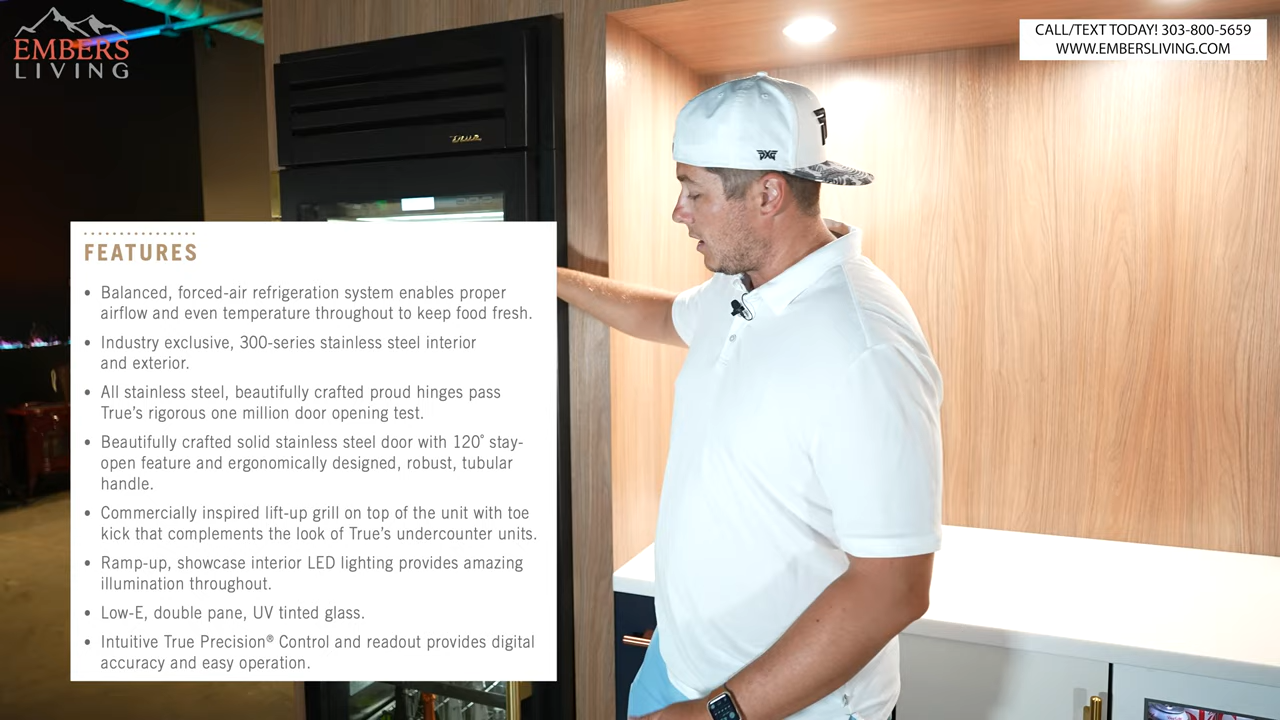 EMBERS
LIVING
CALL/TEXT TODAY! 303-800-5659
WWW.EMBERSLIVING.COM
True
PXG
FEATURES
• Balanced, forced-air refrigeration system enables proper
airflow and even temperature throughout to keep food fresh.
• Industry exclusive, 300-series stainless steel interior
and exterior.
• All stainless steel, beautifully crafted proud hinges pass
True's rigorous one million door opening test.
• Beautifully crafted solid stainless steel door with 120° stay-
open feature and ergonomically designed, robust, tubular
handle.
• Commercially inspired lift-up grill on top of the unit with toe
kick that complements the look of True's undercounter units.
• Ramp-up, showcase interior LED lighting provides amazing
illumination throughout.
• Low-E, double pane, UV tinted glass.
• Intuitive True Precision® Control and readout provides digital
accuracy and easy operation.